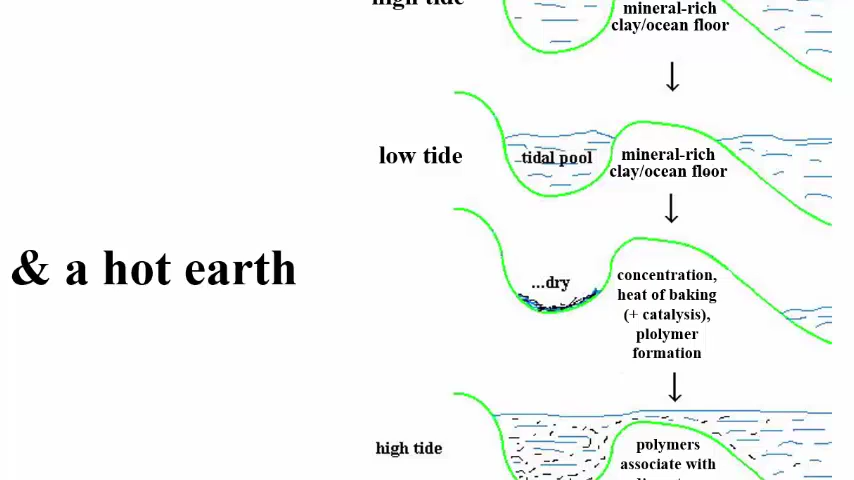 high tide
mineral-rich
clay/ocean floor
low tide
tidal pool
mineral-rich
clay/ocean floor
& a hot earth
...dry
concentration,
heat of baking
(+ catalysis),
plolymer
formation
high tide
polymers
associate with